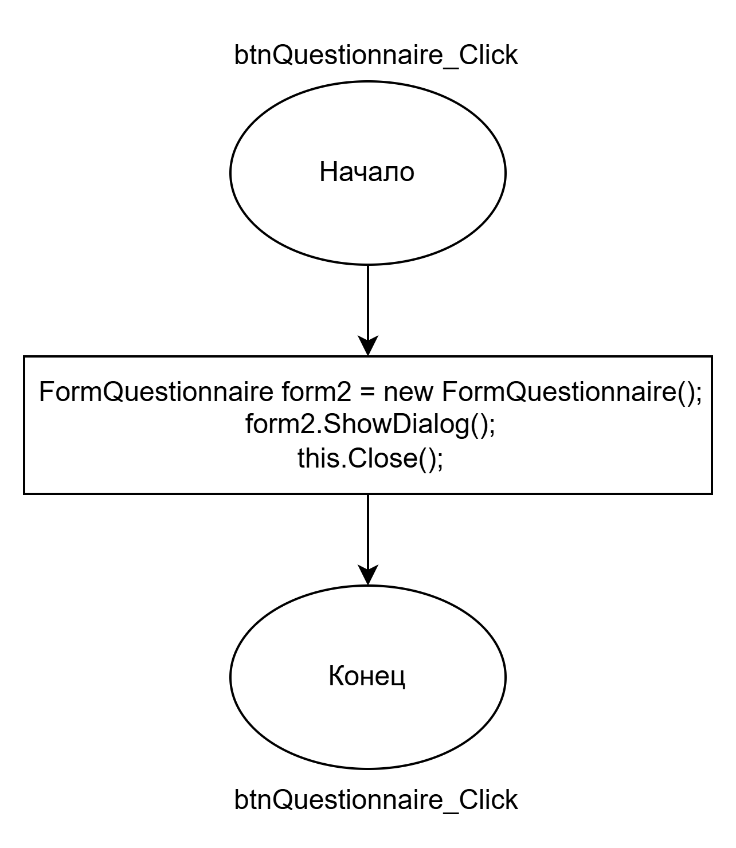 btnQuestionnaire_Click
Начало
FormQuestionnaire form2 = new FormQuestionnaire();
form2.ShowDialog();
this.Close();
Конец
btnQuestionnaire_Click